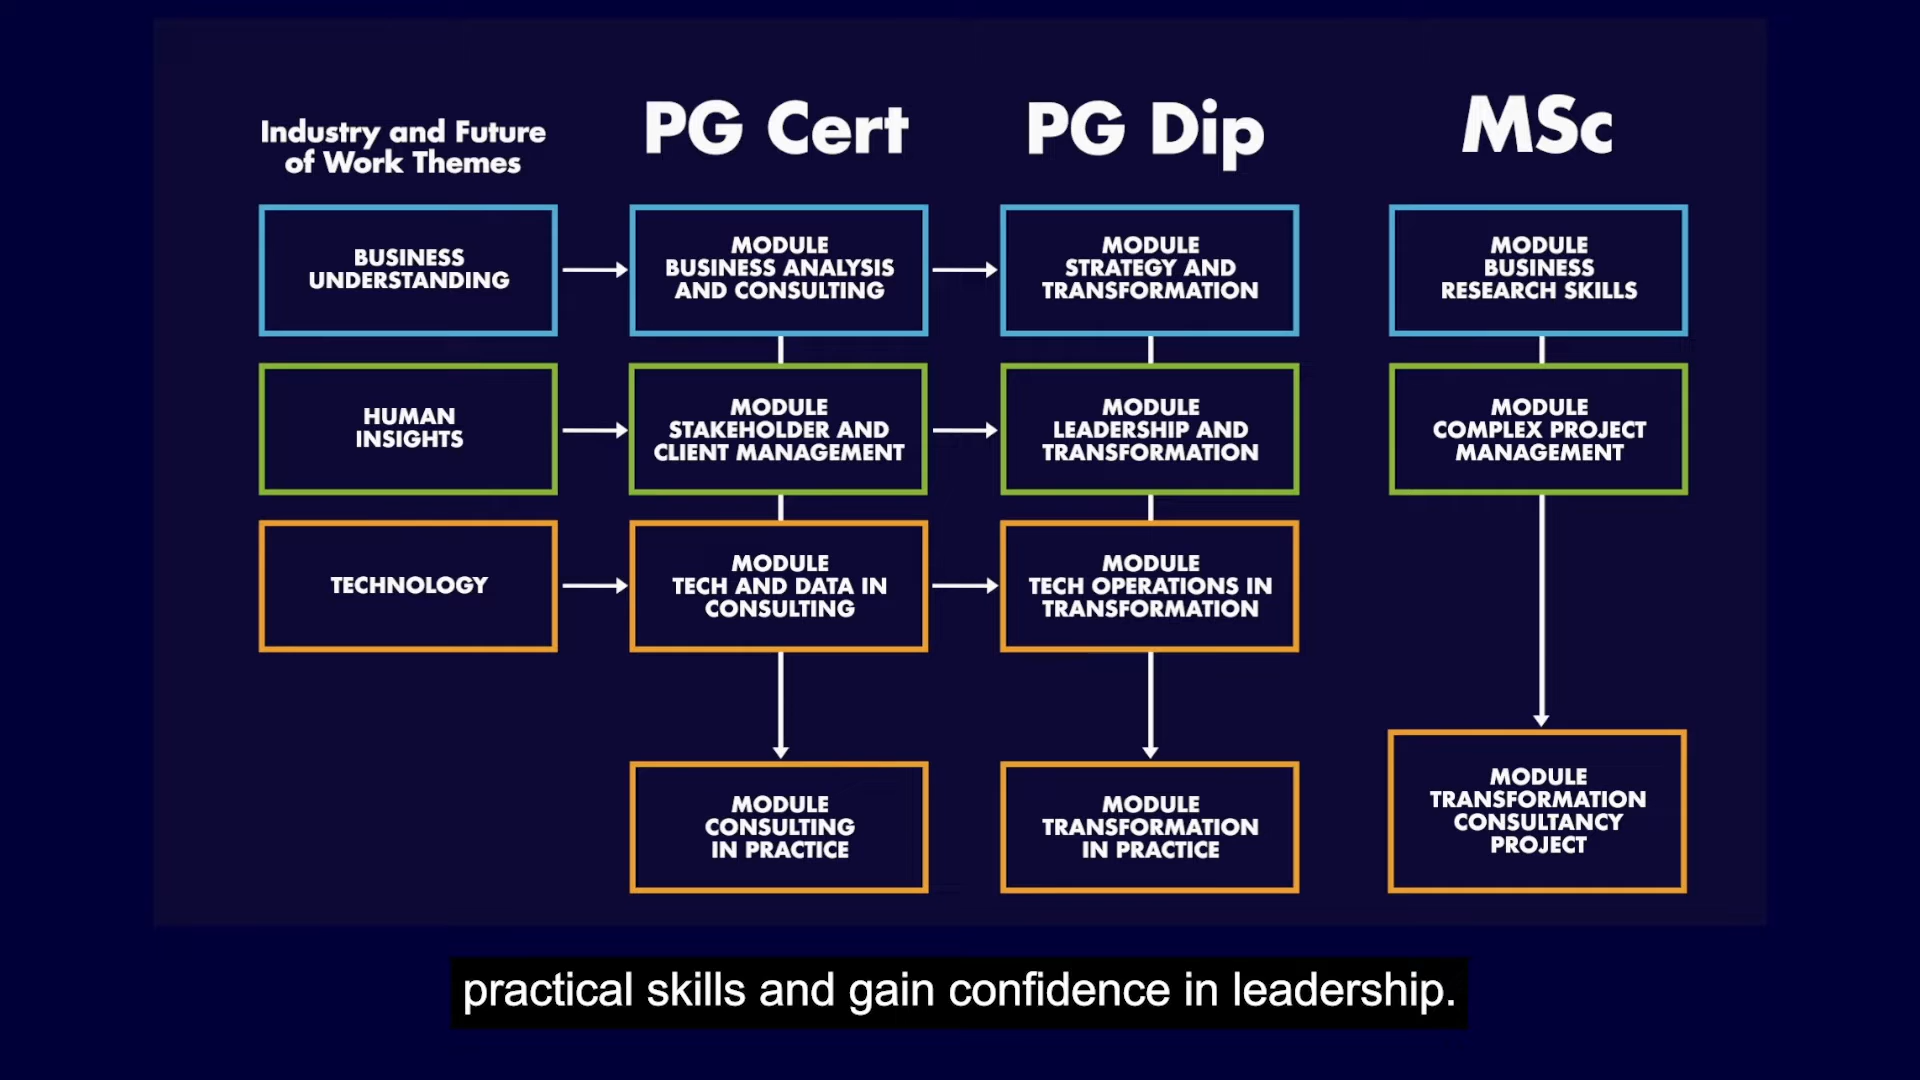 Industry and Future
of Work Themes
PG Cert
PG Dip
MSc
BUSINESS
UNDERSTANDING
MODULE
BUSINESS ANALYSIS
AND CONSULTING
MODULE
STRATEGY AND
TRANSFORMATION
MODULE
BUSINESS
RESEARCH SKILLS
HUMAN
INSIGHTS
MODULE
STAKEHOLDER AND
CLIENT MANAGEMENT
MODULE
LEADERSHIP AND
TRANSFORMATION
MODULE
COMPLEX PROJECT
MANAGEMENT
TECHNOLOGY
MODULE
TECH AND DATA IN
CONSULTING
MODULE
TECH OPERATIONS IN
TRANSFORMATION
MODULE
CONSULTING
IN PRACTICE
MODULE
TRANSFORMATION
IN PRACTICE
MODULE
TRANSFORMATION
CONSULTANCY
PROJECT
practical skills and gain confidence in leadership.